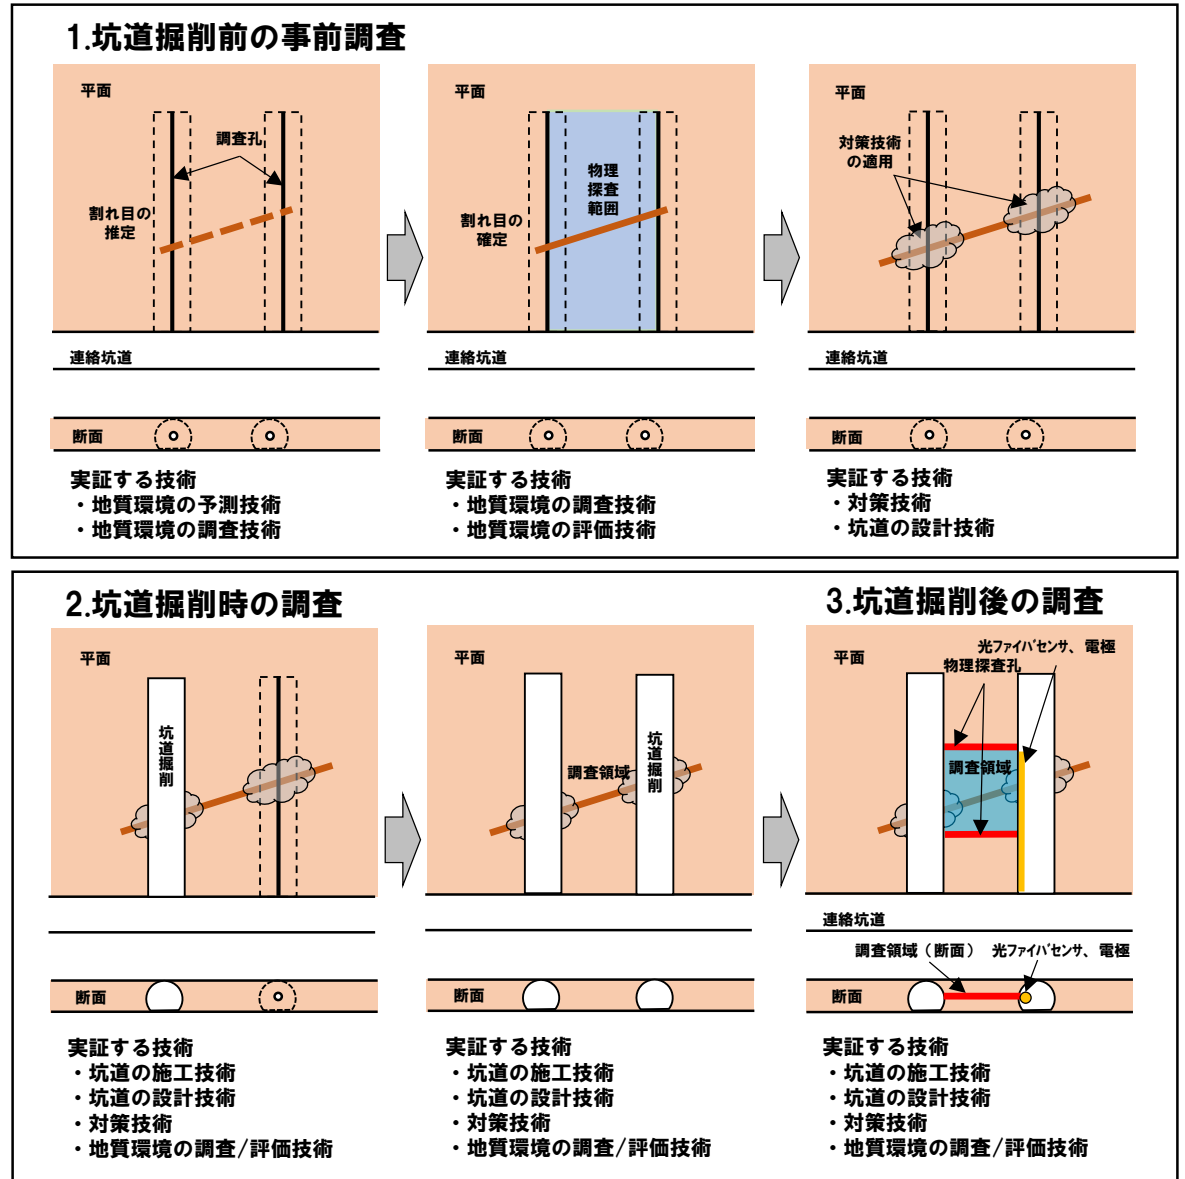 1.坑道掘削前の事前調査
平面
調査孔
割れ目の
推定
連絡坑道
断面
実証する技術
・地質環境の予測技術
・地質環境の調査技術
平面
物理
探査
範囲
割れ目の
確定
連絡坑道
断面
実証する技術
・地質環境の調査技術
・地質環境の評価技術
平面
対策技術
の適用
連絡坑道
断面
実証する技術
・対策技術
・坑道の設計技術
2.坑道掘削時の調査
平面
坑道掘削
断面
実証する技術
・坑道の施工技術
・坑道の設計技術
・対策技術
・地質環境の調査/評価技術
平面
調査領域
坑道掘削
断面
実証する技術
・坑道の施工技術
・坑道の設計技術
・対策技術
・地質環境の調査/評価技術
3.坑道掘削後の調査
平面
光ファイバセンサ、電極
物理探査孔
調査領域
連絡坑道
調査領域(断面)
光ファイバセンサ、電極
断面
実証する技術
・坑道の施工技術
・坑道の設計技術
・対策技術
・地質環境の調査/評価技術